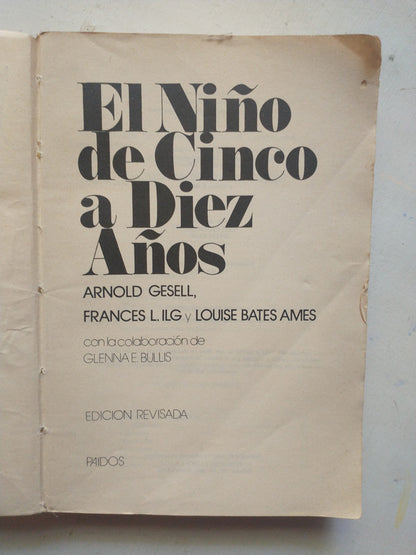 El Niño
de Cinco
a Diez
Años
ARNOLD GESELL,
FRANCES L. ILG y LOUISE BATES AMES
con la colaboración de
GLENNA E. BULLIS
EDICION REVISADA
PAIDOS